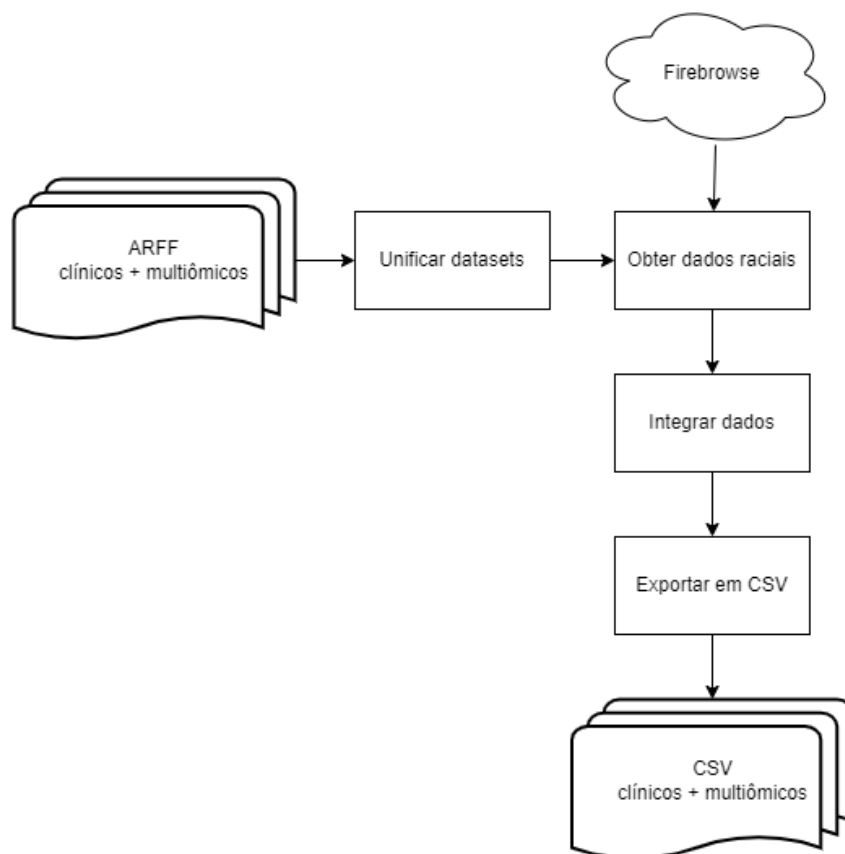 Firebrowse
ARFF
clínicos + multiômicos
Unificar datasets
Obter dados raciais
Integrar dados
Exportar em CSV
CSV
clínicos + multiômicos